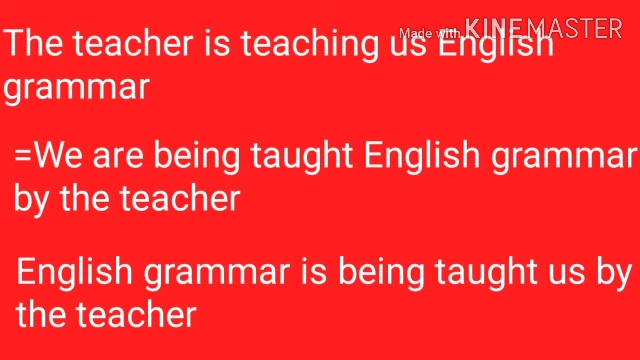 Made with KINEMASTER
The teacher is teaching us English
grammar
=We are being taught English grammar
by the teacher
English grammar is being taught us by
the teacher